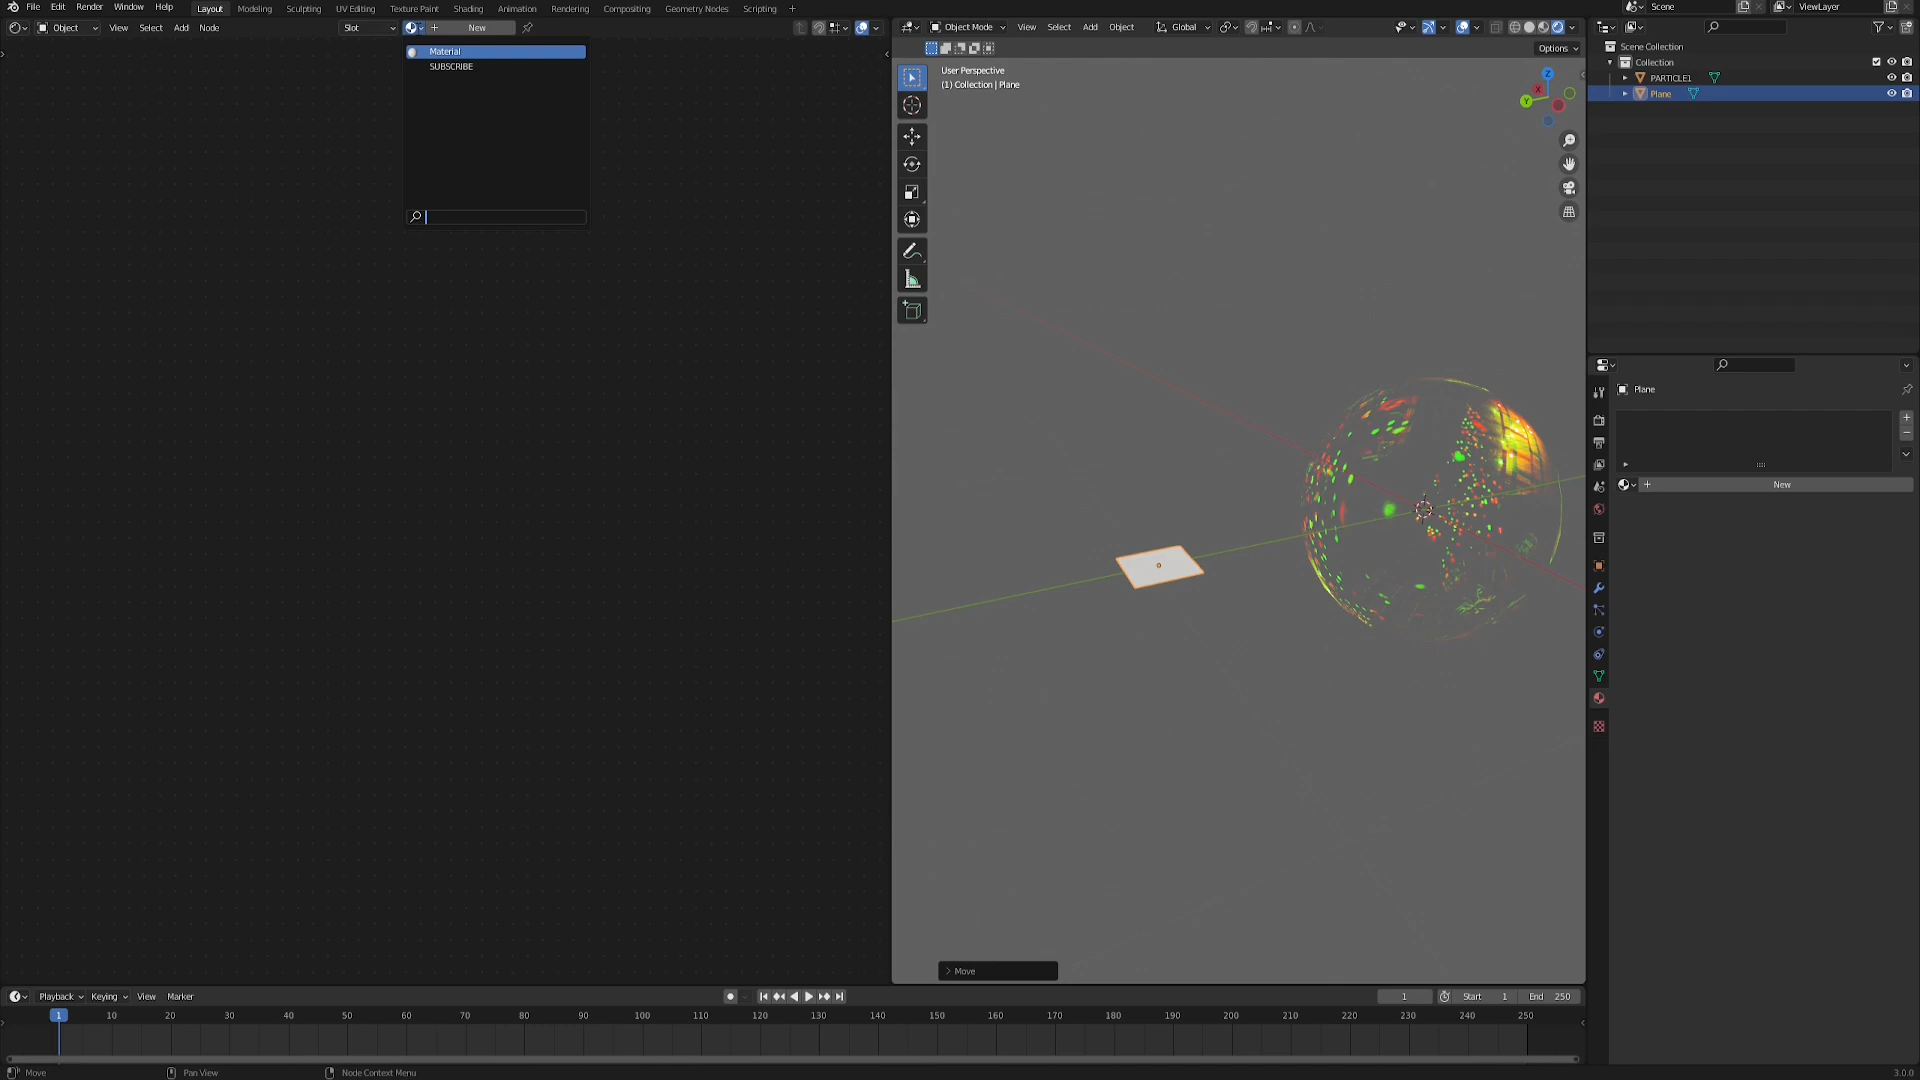 File Edit Render Window Help Layout Modeling Sculpting UV Editing Texture Paint Shading Animation Rendering Compositing Geometry Nodes Scripting Scene ViewLayer
Object View Select Add Node Slot New
Material
SUBSCRIBE
Object Mode View Select Add Object Global
Options
User Perspective
(1) Collection | Plane
Z
Y
X
Move
Scene Collection
Collection
PARTICLE1
Plane
Plane
New
Playback Keying View Marker 1 Start 1 End 250
1 10 20 30 40 50 60 70 80 90 100 110 120 130 140 150 160 170 180 190 200 210 220 230 240 250
Move Pan View Node Context Menu 3.0.0